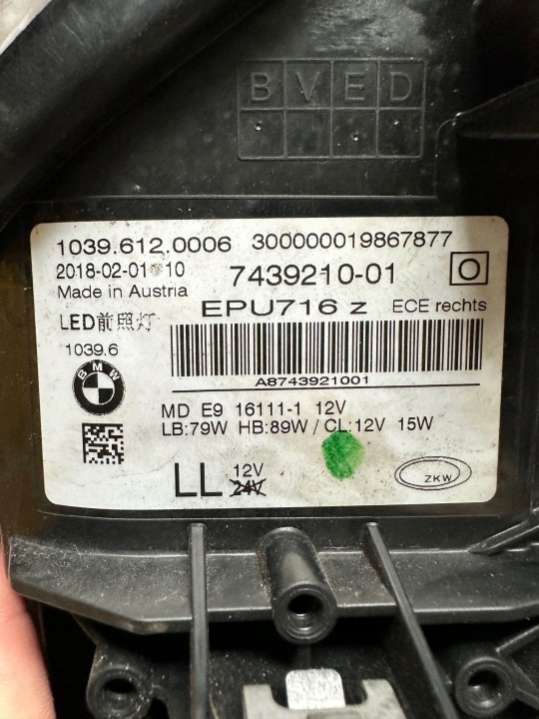 B V E D
1039.612.0006 300000019867877
2018-02-01 10 7439210-01
Made in Austria EPU716 z ECE rechts
LED前照灯
1039.6
BMW
A8743921001
MD E9 16111-1 12V
LB:79W HB:89W / CL:12V 15W
LL 12V
24V
ZKW